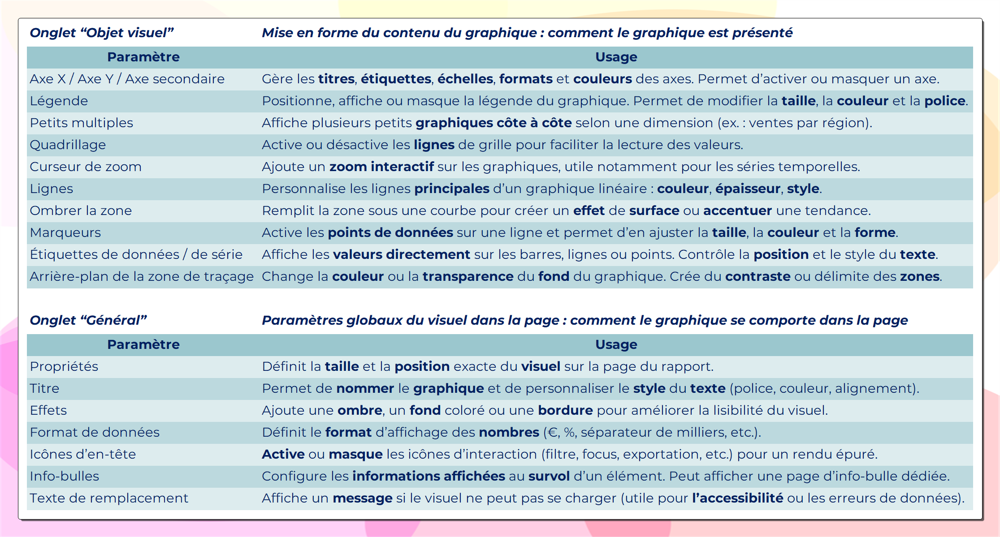 Onglet “Objet visuel” Mise en forme du contenu du graphique : comment le graphique est présenté
Paramètre Usage
Axe X / Axe Y / Axe secondaire Gère les titres, étiquettes, échelles, formats et couleurs des axes. Permet d’activer ou masquer un axe.
Légende Positionne, affiche ou masque la légende du graphique. Permet de modifier la taille, la couleur et la police.
Petits multiples Affiche plusieurs petits graphiques côte à côte selon une dimension (ex. : ventes par région).
Quadrillage Active ou désactive les lignes de grille pour faciliter la lecture des valeurs.
Curseur de zoom Ajoute un zoom interactif sur les graphiques, utile notamment pour les séries temporelles.
Lignes Personnalise les lignes principales d’un graphique linéaire : couleur, épaisseur, style.
Ombrer la zone Remplit la zone sous une courbe pour créer un effet de surface ou accentuer une tendance.
Marqueurs Active les points de données sur une ligne et permet d’en ajuster la taille, la couleur et la forme.
Étiquettes de données / de série Affiche les valeurs directement sur les barres, lignes ou points. Contrôle la position et le style du texte.
Arrière-plan de la zone de traçage Change la couleur ou la transparence du fond du graphique. Crée du contraste ou délimite des zones.
Onglet “Général” Paramètres globaux du visuel dans la page : comment le graphique se comporte dans la page
Paramètre Usage
Propriétés Définit la taille et la position exacte du visuel sur la page du rapport.
Titre Permet de nommer le graphique et de personnaliser le style du texte (police, couleur, alignement).
Effets Ajoute une ombre, un fond coloré ou une bordure pour améliorer la lisibilité du visuel.
Format de données Définit le format d’affichage des nombres (€, %, séparateur de milliers, etc.).
Icônes d’en-tête Active ou masque les icônes d’interaction (filtre, focus, exportation, etc.) pour un rendu épuré.
Info-bulles Configure les informations affichées au survol d’un élément. Peut afficher une page d’info-bulle dédiée.
Texte de remplacement Affiche un message si le visuel ne peut pas se charger (utile pour l’accessibilité ou les erreurs de données).